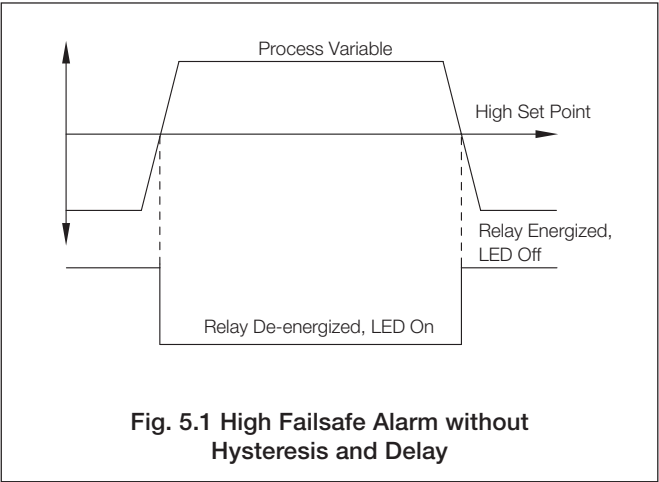 Process Variable
High Set Point
Relay Energized,
LED Off
Relay De-energized, LED On
Fig. 5.1 High Failsafe Alarm without
Hysteresis and Delay